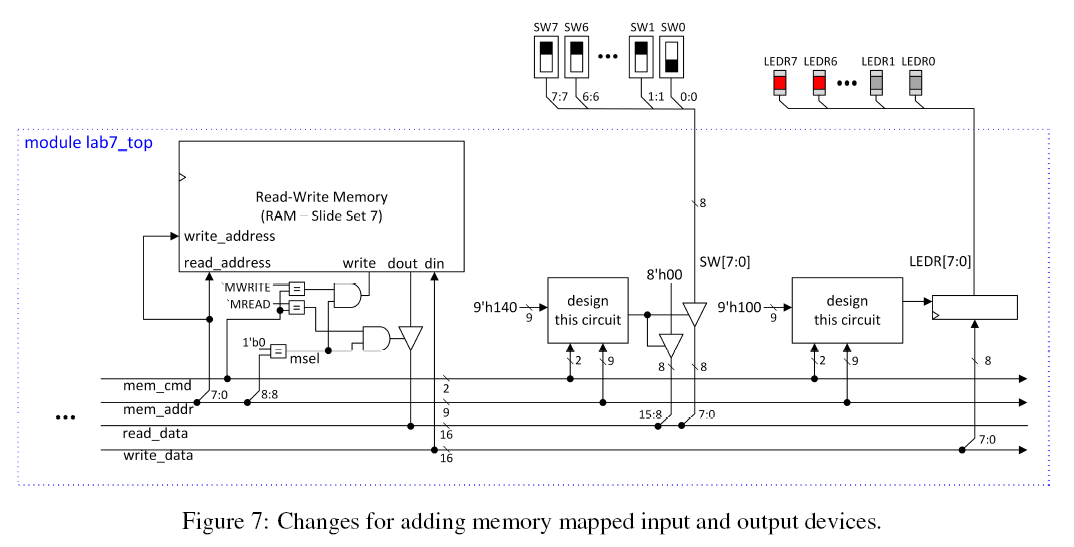 SW7 SW6 ••• SW1 SW0
LEDR7 LEDR6 ••• LEDR1 LEDR0
7:7 6:6 1:1 0:0
module lab7_top
Read-Write Memory
(RAM – Slide Set 7)
8
write_address
read_address write dout din
SW[7:0]
LEDR[7:0]
8'h00
`MWRITE =
`MREAD =
9'h140
9
design
this circuit
9'h100
9
design
this circuit
1'b0 = msel
2 9 8 8 2 9 8
mem_cmd 7:0 8:8 2
mem_addr 9 15:8 7:0
•••
read_data 16 7:0
write_data 16
Figure 7: Changes for adding memory mapped input and output devices.